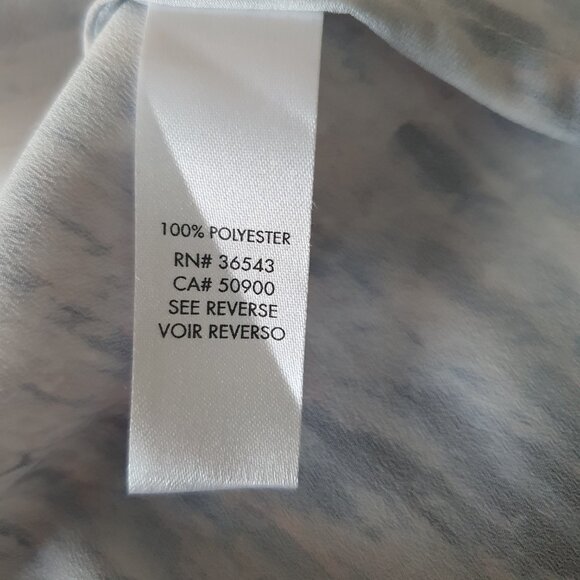 100% POLYESTER
RN# 36543
CA# 50900
SEE REVERSE
VOIR REVERSO